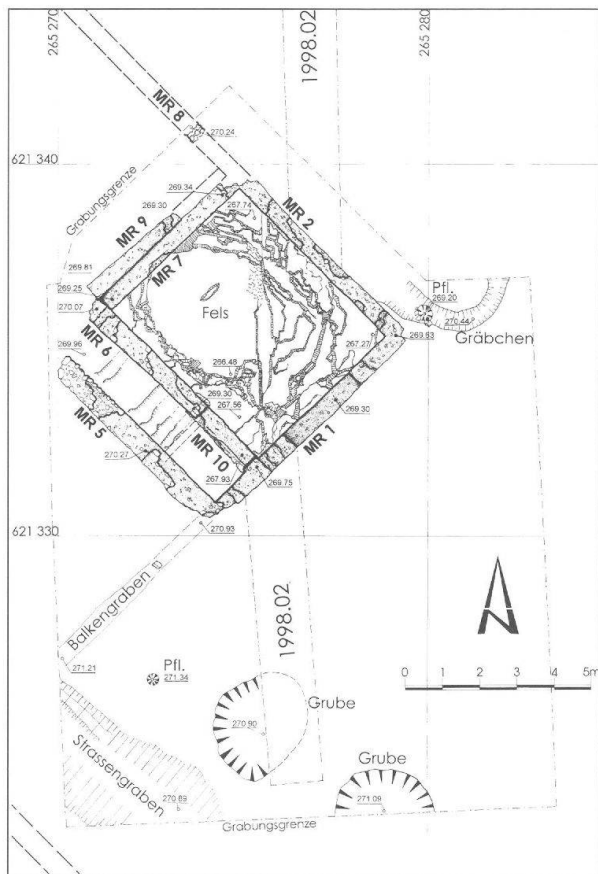 265 270
1998.02
265 280
MR 8
270.24
621 340
Grabungsgrenze
269.34
269.30
267.74
MR 2
MR 9
MR 7
269.81
269.25
270.07
Pfl.
269.20
270.44
Gräbchen
Fels
269.96
MR 6
267.27
269.83
266.48
269.30
267.56
269.30
MR 5
MR 10
MR 1
270.27
267.93
269.75
621 330
270.93
Balkengraben
1998.02
271.21
Pfl.
271.34
0 1 2 3 4 5m
Grube
270.90
Strassengraben
Grube
270.89
271.09
Grabungsgrenze